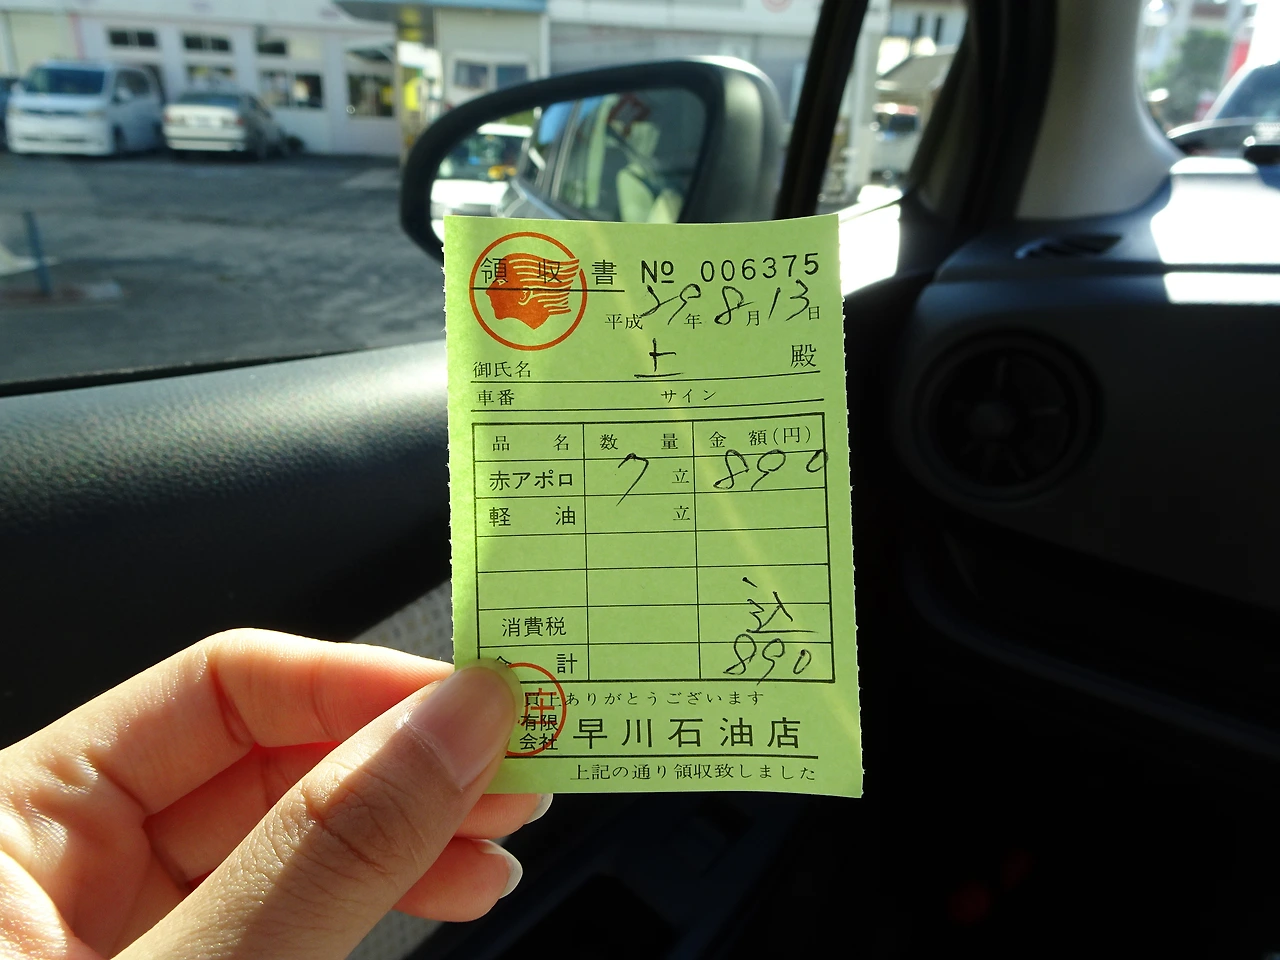 領収書 № 006375
平成 29年 8月 13日
御氏名 上 殿
車番 サイン
品名 数量 金額(円)
赤アポロ 7 立 890
軽油 立
消費税 込
合計 890
ありがとうございます
有限会社 早川石油店
上記の通り領収致しました